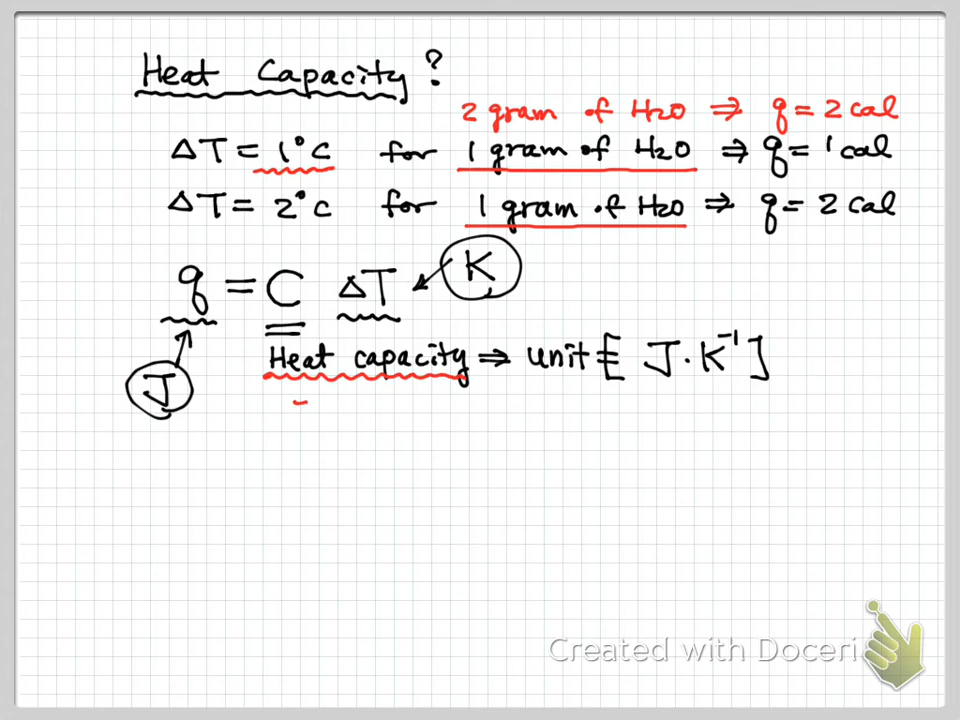 Heat Capacity?
2 gram of H2O ⇒ q = 2 cal
ΔT = 1°C for 1 gram of H2O ⇒ q = 1 cal
ΔT = 2°C for 1 gram of H2O ⇒ q = 2 cal
q = C ΔT ← K
Heat capacity ⇒ unit = [J·K⁻¹]
J
Created with Doceri